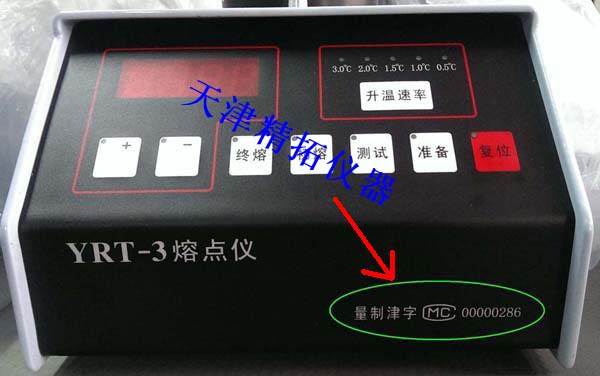 3.0℃ 2.0℃ 1.5℃ 1.0℃ 0.5℃
升温速率
+ − 终熔 熔 测试 准备 复位
天津精拓仪器
YRT-3熔点仪
量制津字 MC 00000286